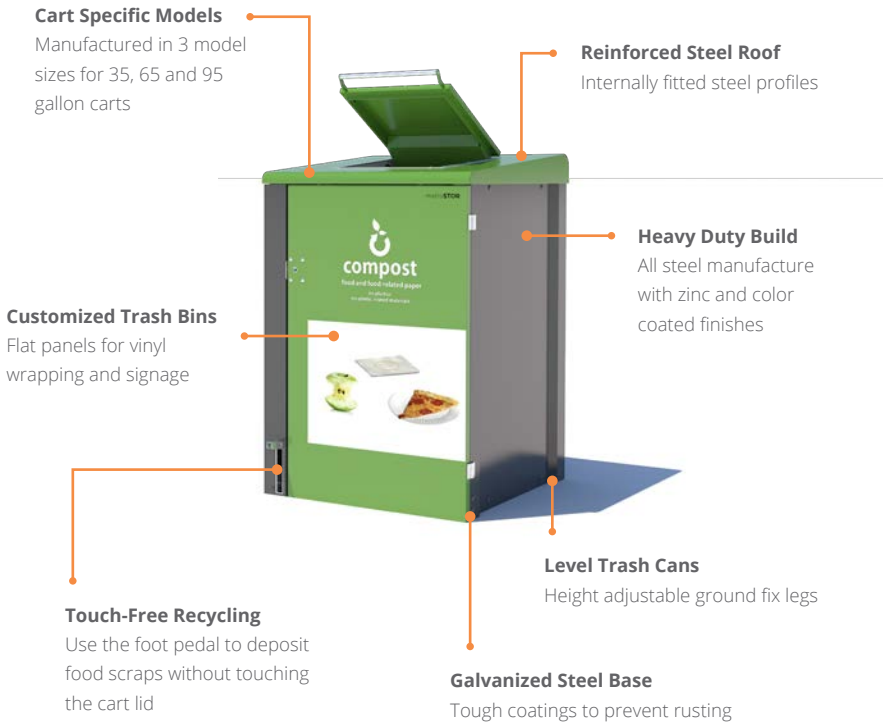 Cart Specific Models
Manufactured in 3 model
sizes for 35, 65 and 95
gallon carts
Reinforced Steel Roof
Internally fitted steel profiles
STOR
compost
food and food related paper
Heavy Duty Build
All steel manufacture
with zinc and color
coated finishes
Customized Trash Bins
Flat panels for vinyl
wrapping and signage
Level Trash Cans
Height adjustable ground fix legs
Touch-Free Recycling
Use the foot pedal to deposit
food scraps without touching
the cart lid
Galvanized Steel Base
Tough coatings to prevent rusting